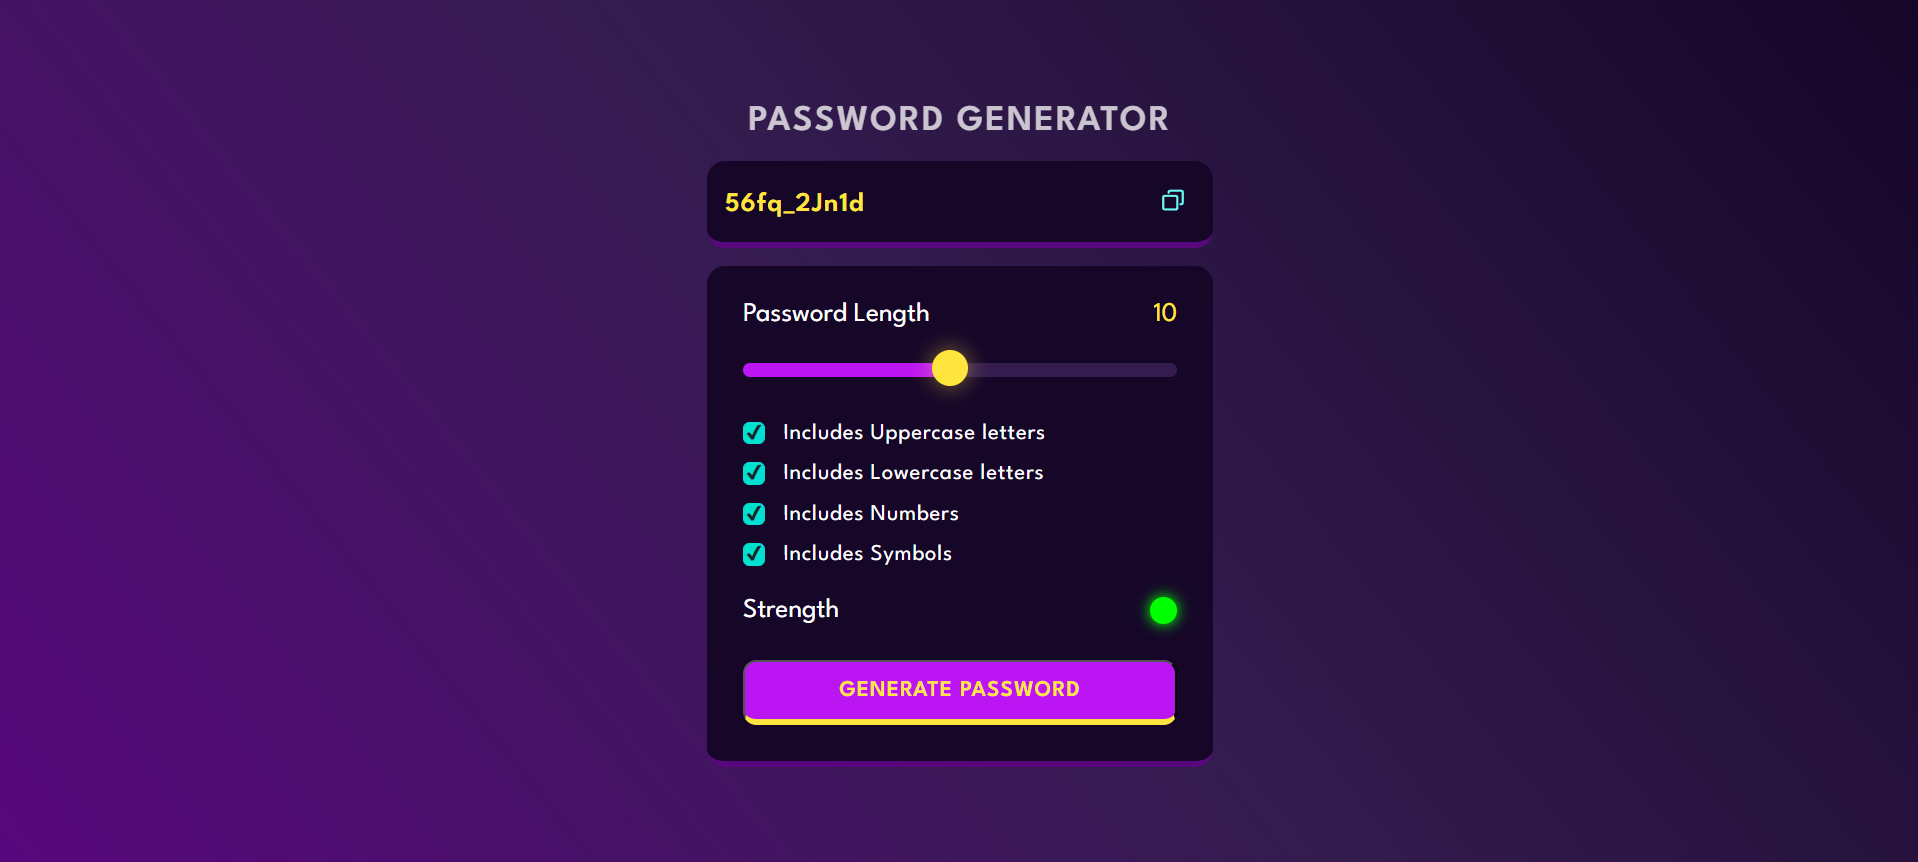 PASSWORD GENERATOR
56fq_2Jn1d
Password Length 10
Includes Uppercase letters
Includes Lowercase letters
Includes Numbers
Includes Symbols
Strength
GENERATE PASSWORD